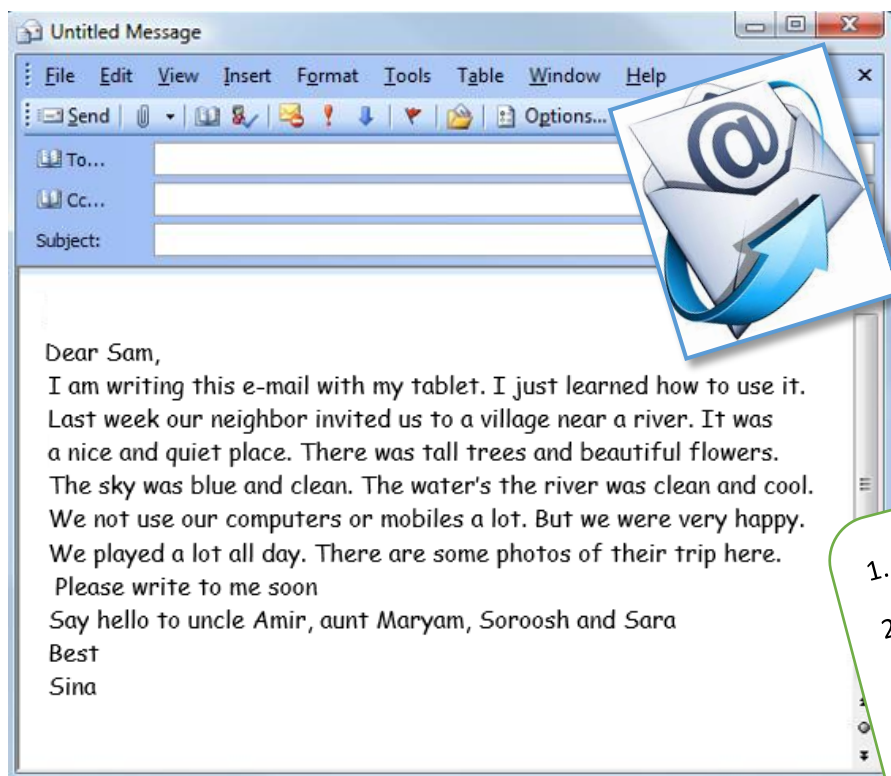 Untitled Message
File Edit View Insert Format Tools Table Window Help
Send Options...
To...
Cc...
Subject:
@
Dear Sam,
I am writing this e-mail with my tablet. I just learned how to use it.
Last week our neighbor invited us to a village near a river. It was
a nice and quiet place. There was tall trees and beautiful flowers.
The sky was blue and clean. The water's the river was clean and cool.
We not use our computers or mobiles a lot. But we were very happy.
We played a lot all day. There are some photos of their trip here.
Please write to me soon
Say hello to uncle Amir, aunt Maryam, Soroosh and Sara
Best
Sina
1.
2